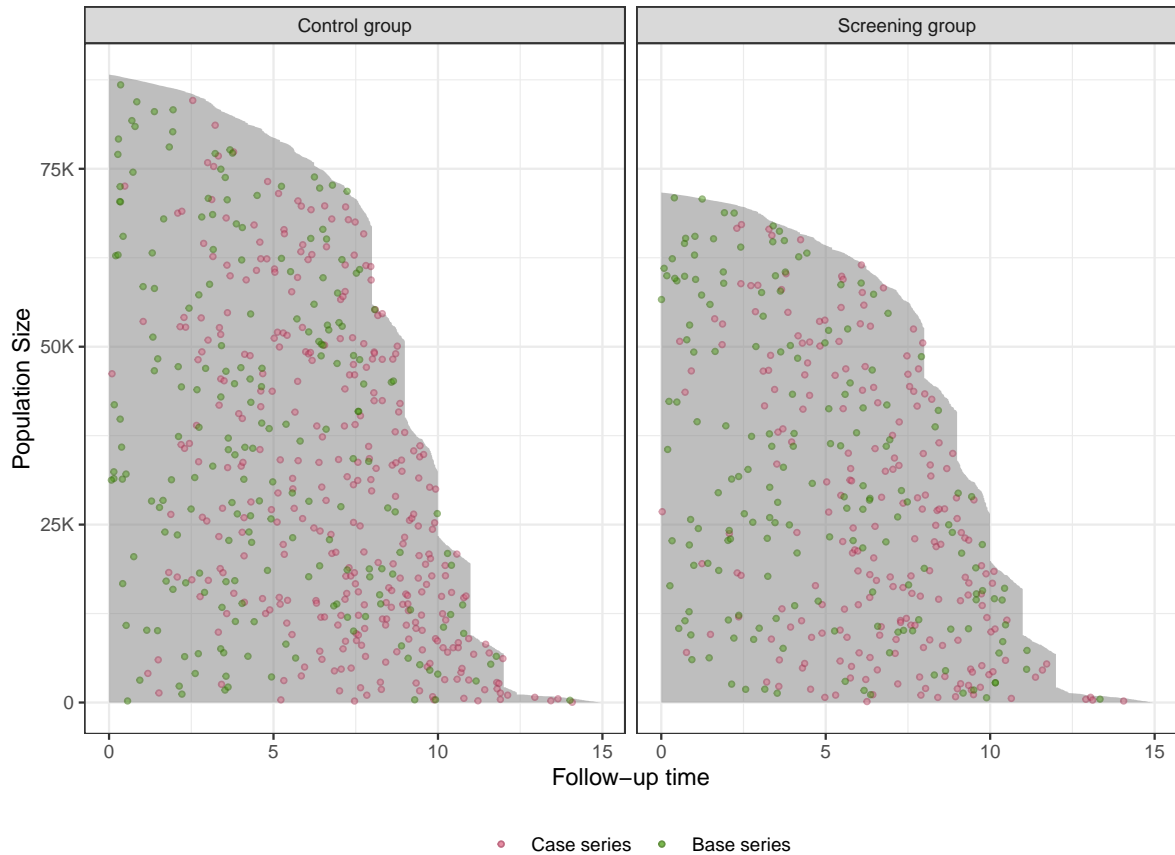 Control group
Screening group
Population Size
75K
50K
25K
0
0 5 10 15
0 5 10 15
Follow−up time
Case series
Base series